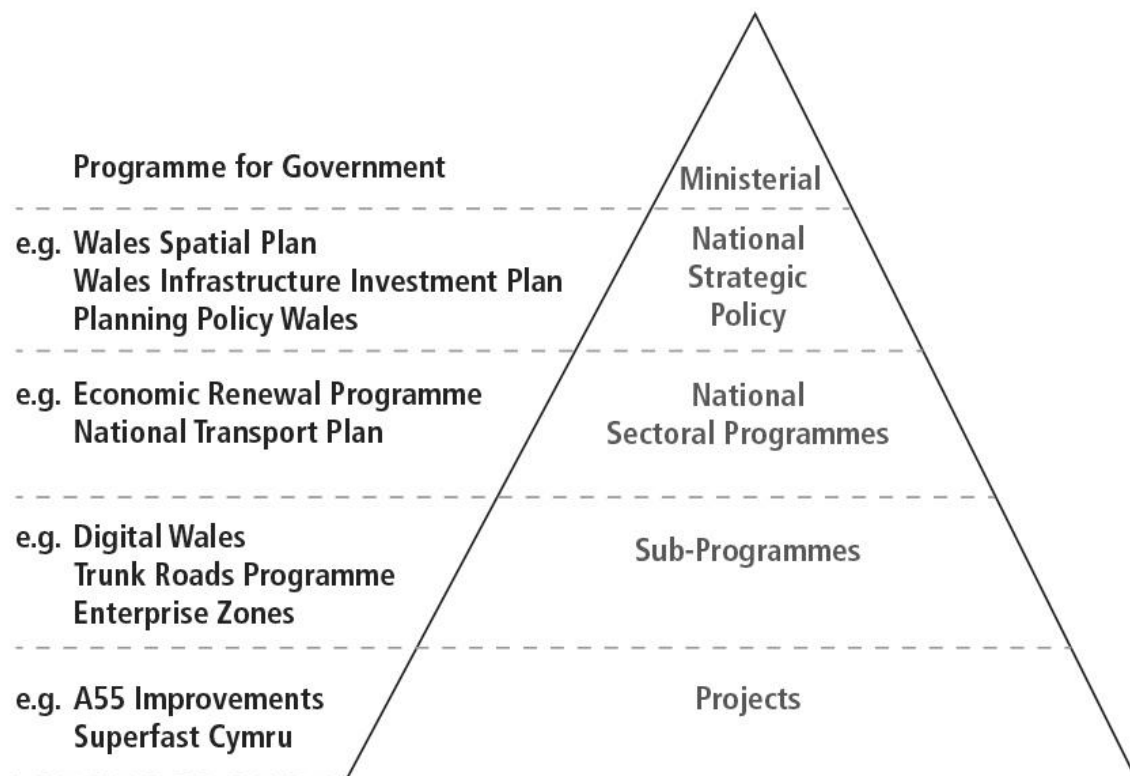 Programme for Government
Ministerial
e.g. Wales Spatial Plan
Wales Infrastructure Investment Plan
Planning Policy Wales
National
Strategic
Policy
e.g. Economic Renewal Programme
National Transport Plan
National
Sectoral Programmes
e.g. Digital Wales
Trunk Roads Programme
Enterprise Zones
Sub-Programmes
e.g. A55 Improvements
Superfast Cymru
Projects